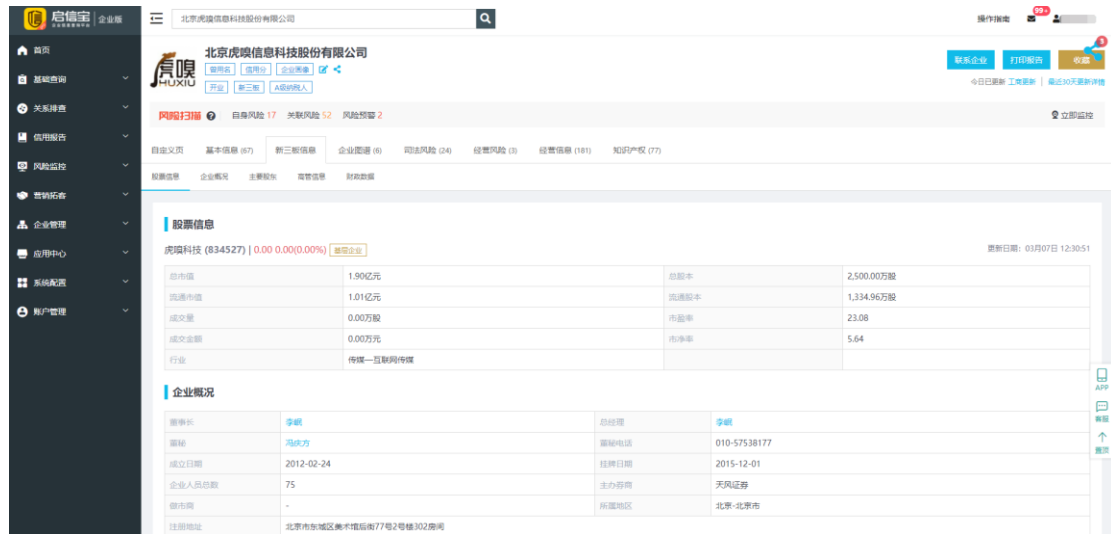 启信宝 企业版
北京虎嗅信息科技股份有限公司
操作指南
99+
首页
基础查询
关系排查
信用报告
风险监控
营销拓客
企业管理
应用中心
系统配置
账户管理
虎嗅
HUXIU
北京虎嗅信息科技股份有限公司
曾用名 信用分 企业图谱
开业 新三板 A级纳税人
联系企业 打印报告 收藏
3
今日已更新 工商更新 最近30天更新详情
风险扫描 自身风险 17 关联风险 52 风险预警 2
立即监控
自定义页 基本信息 (67) 新三板信息 企业图谱 (6) 司法风险 (24) 经营风险 (3) 经营信息 (181) 知识产权 (77)
股票信息 企业概况 主要股东 高管信息 财政数据
股票信息
虎嗅科技 (834527) | 0.00 0.00(0.00%) 基层企业
更新日期：03月07日 12:30:51
总市值 1.90亿元 总股本 2,500.00万股
流通市值 1.01亿元 流通股本 1,334.96万股
成交量 0.00万股 市盈率 23.08
成交金额 0.00万元 市净率 5.64
行业 传媒—互联网传媒
企业概况
董事长 李岷 总经理 李岷
董秘 冯庆方 董秘电话 010-57538177
成立日期 2012-02-24 挂牌日期 2015-12-01
企业人员总数 75 主办券商 天风证券
做市商 - 所属地区 北京-北京市
注册地址 北京市东城区美术馆后街77号2号楼302房间
APP
客服
置顶